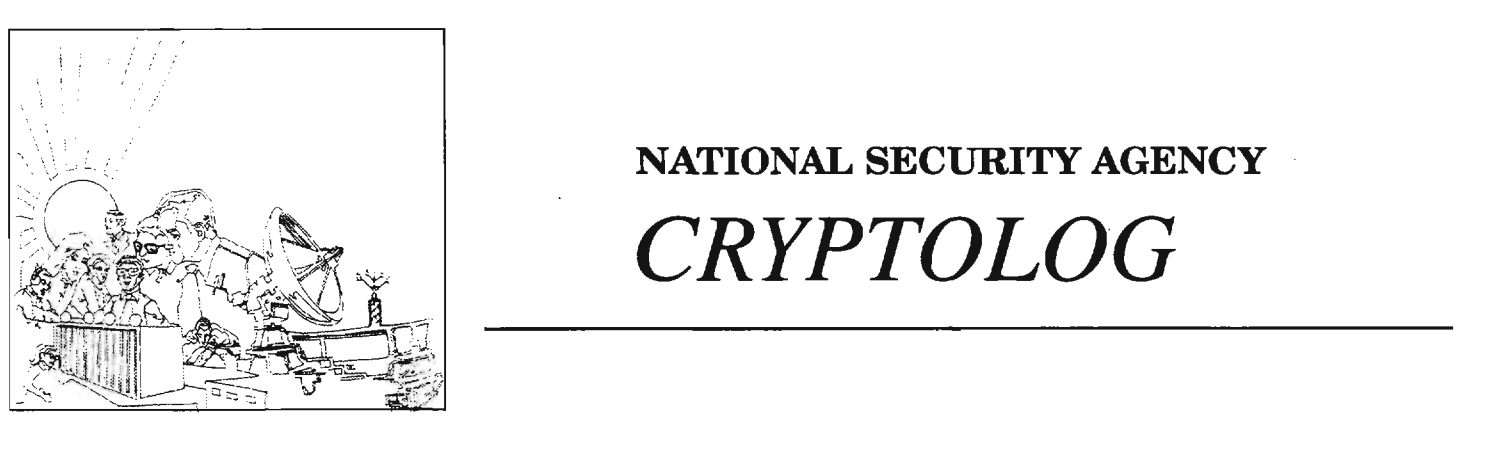 NATIONAL SECURITY AGENCY
CRYPTOLOG